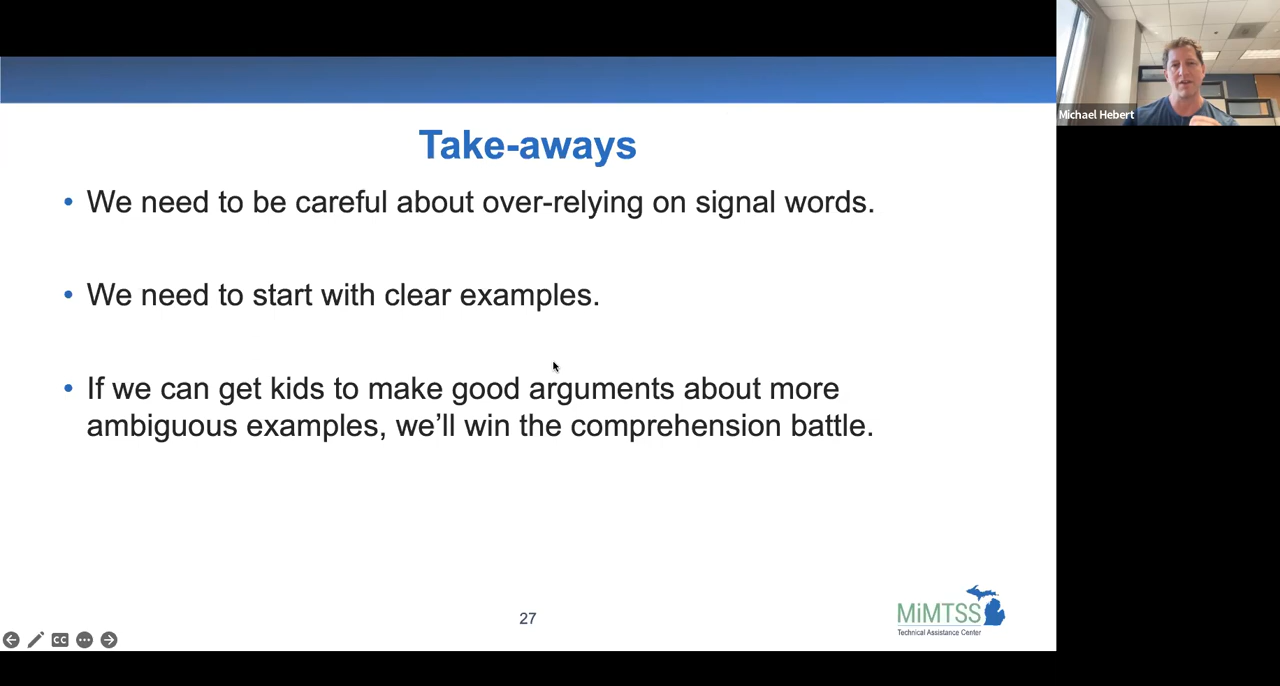 Take-aways
• We need to be careful about over-relying on signal words.
• We need to start with clear examples.
• If we can get kids to make good arguments about more
ambiguous examples, we’ll win the comprehension battle.
27
MiMTSS
Technical Assistance Center
CC
Michael Hebert